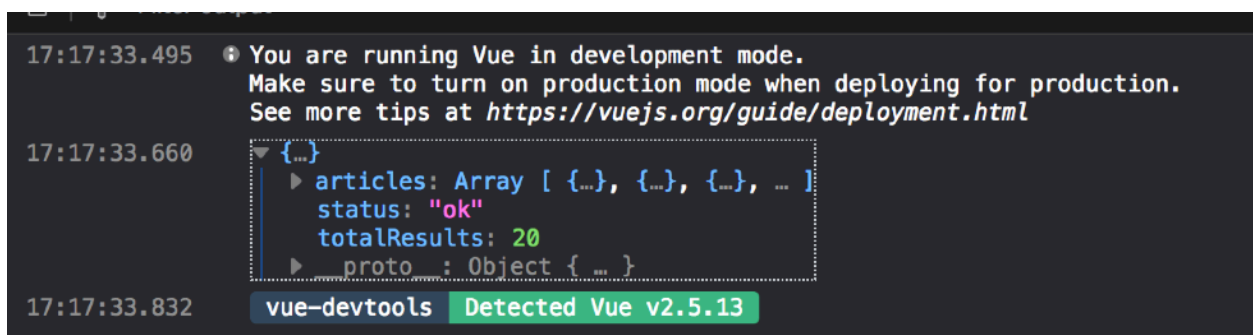 17:17:33.495 You are running Vue in development mode.
Make sure to turn on production mode when deploying for production.
See more tips at https://vuejs.org/guide/deployment.html
17:17:33.660 ▼ {…}
▶ articles: Array [ {…}, {…}, {…}, … ]
status: "ok"
totalResults: 20
▶ __proto__: Object { … }
17:17:33.832 vue-devtools Detected Vue v2.5.13